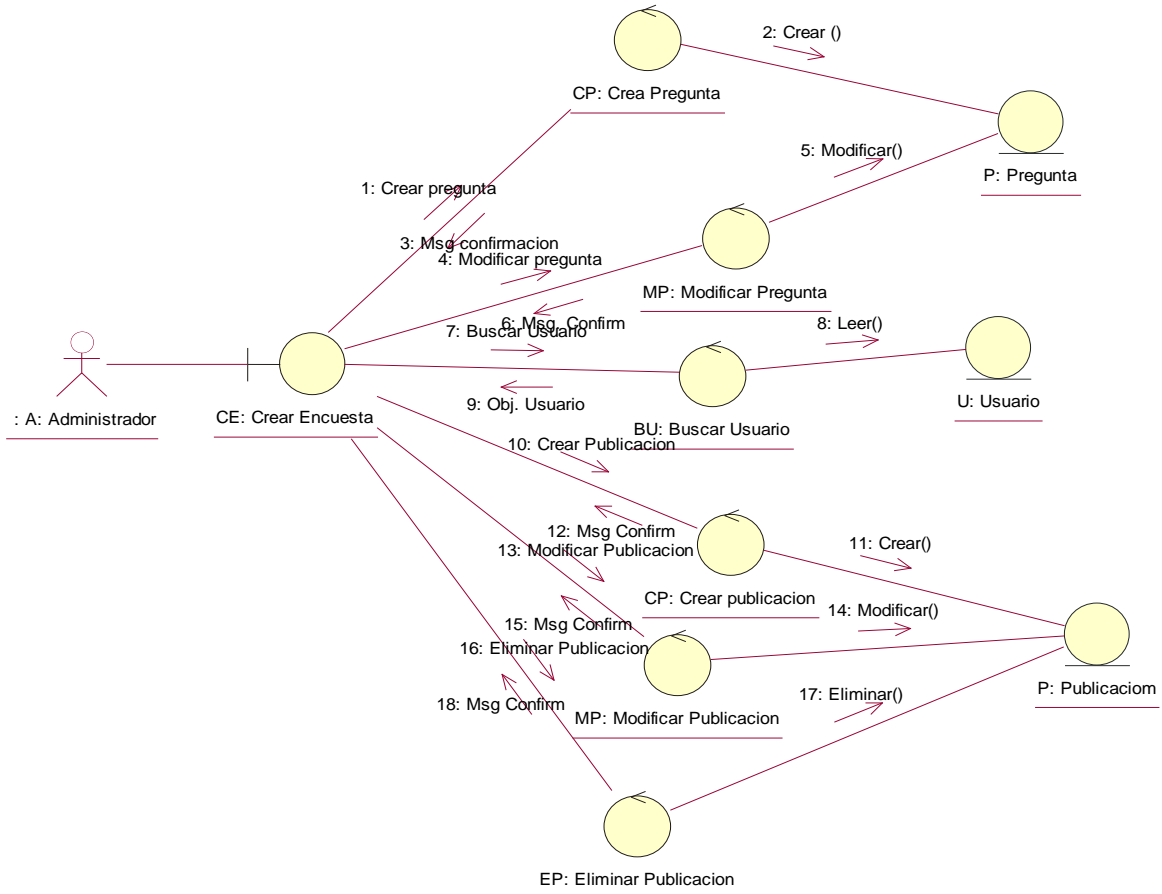 2: Crear ()
CP: Crea Pregunta
5: Modificar()
P: Pregunta
1: Crear pregunta
3: Msg confirmacion
4: Modificar pregunta
MP: Modificar Pregunta
6: Msg. Confirm
7: Buscar Usuario
8: Leer()
9: Obj. Usuario
: A: Administrador
CE: Crear Encuesta
BU: Buscar Usuario
U: Usuario
10: Crear Publicacion
12: Msg Confirm
13: Modificar Publicacion
11: Crear()
CP: Crear publicacion
14: Modificar()
15: Msg Confirm
16: Eliminar Publicacion
18: Msg Confirm
MP: Modificar Publicacion
17: Eliminar()
P: Publicaciom
EP: Eliminar Publicacion